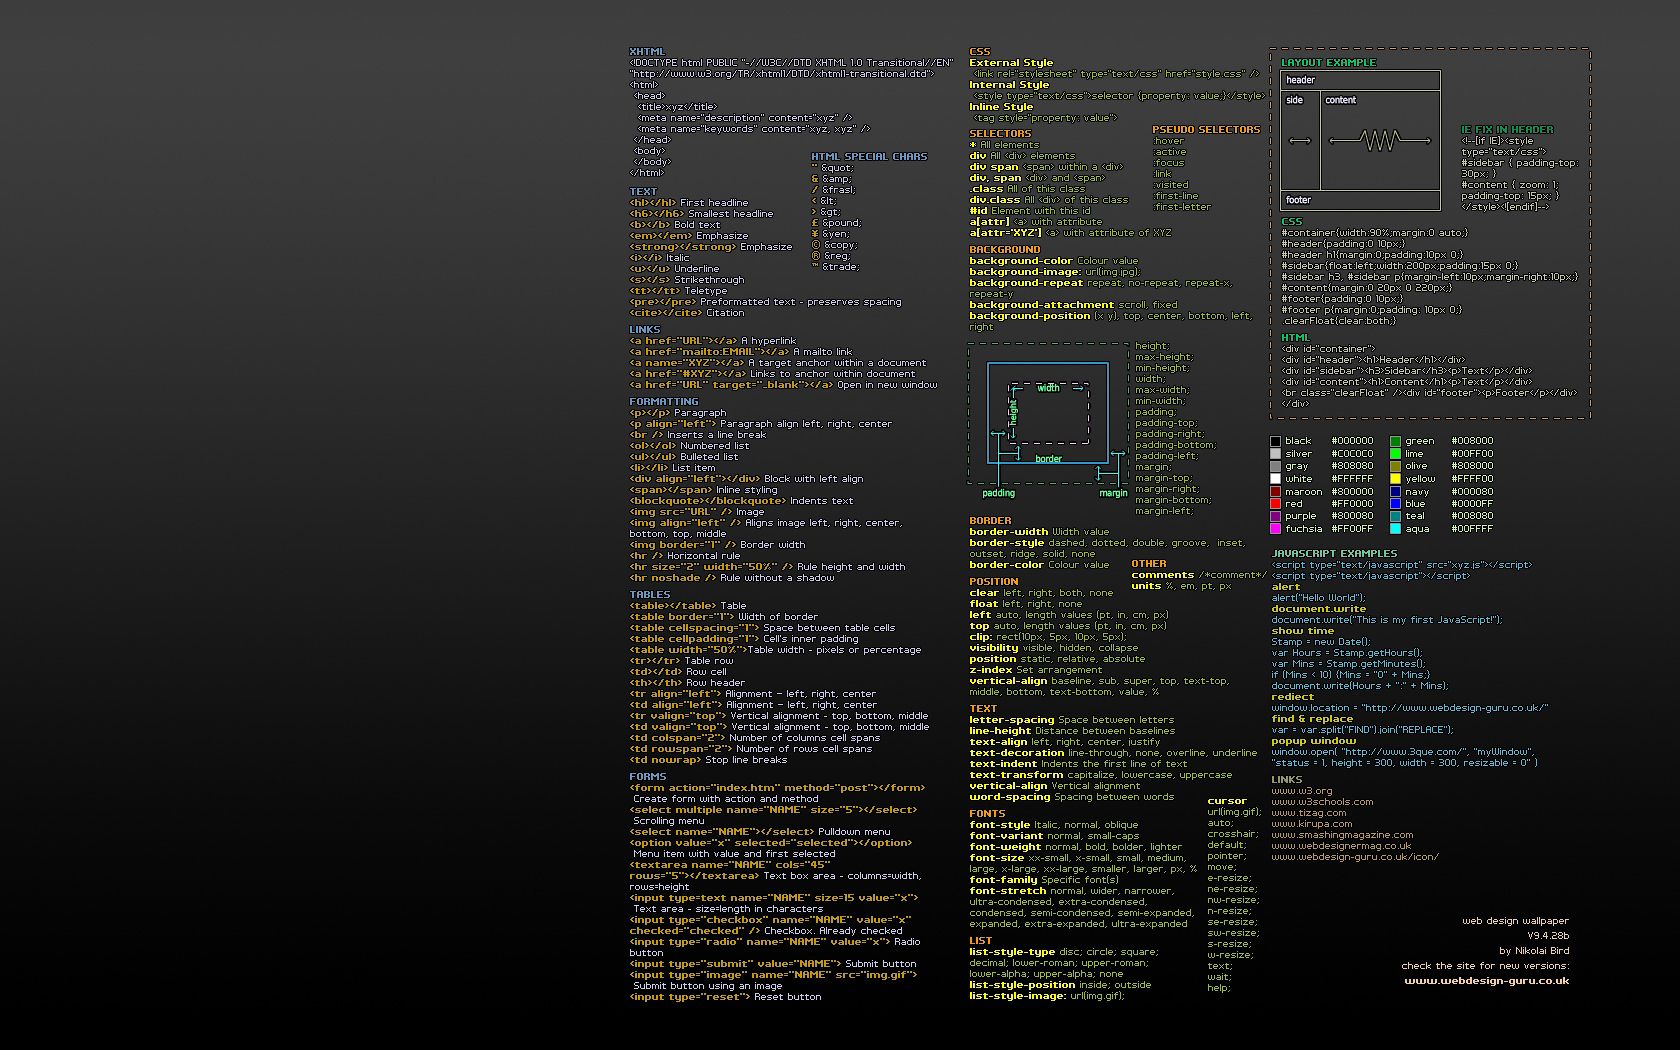 XHTML
<!DOCTYPE html PUBLIC "-//W3C//DTD XHTML 1.0 Transitional//EN"
"http://www.w3.org/TR/xhtml1/DTD/xhtml1-transitional.dtd">
<html>
<head>
<title>xyz</title>
<meta name="description" content="xyz" />
<meta name="keywords" content="xyz, xyz" />
</head>
<body>
</body>
</html>
HTML SPECIAL CHARS
" &quot;
& &amp;
/ &frasl;
< &lt;
> &gt;
£ &pound;
¥ &yen;
© &copy;
® &reg;
™ &trade;
TEXT
<h1></h1> First headline
<h6></h6> Smallest headline
<b></b> Bold text
<em></em> Emphasize
<strong></strong> Emphasize
<i></i> Italic
<u></u> Underline
<s></s> Strikethrough
<tt></tt> Teletype
<pre></pre> Preformatted text - preserves spacing
<cite></cite> Citation
LINKS
<a href="URL"></a> A hyperlink
<a href="mailto:EMAIL"></a> A mailto link
<a name="XYZ"></a> A target anchor within a document
<a href="#XYZ"></a> Links to anchor within document
<a href="URL" target="_blank"></a> Open in new window
FORMATTING
<p></p> Paragraph
<p align="left"> Paragraph align left, right, center
<br /> Inserts a line break
<ol></ol> Numbered list
<ul></ul> Bulleted list
<li></li> List item
<div align="left"></div> Block with left align
<span></span> Inline styling
<blockquote></blockquote> Indents text
<img src="URL" /> Image
<img align="left" /> Aligns image left, right, center,
bottom, top, middle
<img border="1" /> Border width
<hr /> Horizontal rule
<hr size="2" width="50%" /> Rule height and width
<hr noshade /> Rule without a shadow
TABLES
<table></table> Table
<table border="1"> Width of border
<table cellspacing="1"> Space between table cells
<table cellpadding="1"> Cell's inner padding
<table width="50%">Table width - pixels or percentage
<tr></tr> Table row
<td></td> Row cell
<th></th> Row header
<tr align="left"> Alignment – left, right, center
<td align="left"> Alignment – left, right, center
<tr valign="top"> Vertical alignment - top, bottom, middle
<td valign="top"> Vertical alignment - top, bottom, middle
<td colspan="2"> Number of columns cell spans
<td rowspan="2"> Number of rows cell spans
<td nowrap> Stop line breaks
FORMS
<form action="index.htm" method="post"></form>
Create form with action and method
<select multiple name="NAME" size="5"></select>
Scrolling menu
<select name="NAME"></select> Pulldown menu
<option value="x" selected="selected"></option>
Menu item with value and first selected
<textarea name="NAME" cols="45"
rows="5"></textarea> Text box area - columns=width,
rows=height
<input type=text name="NAME" size=15 value="x">
Text area - size=length in characters
<input type="checkbox" name="NAME" value="x"
checked="checked" /> Checkbox. Already checked
<input type="radio" name="NAME" value="x"> Radio
button
<input type="submit" value="NAME"> Submit button
<input type="image" name="NAME" src="img.gif">
Submit button using an image
<input type="reset"> Reset button
CSS
External Style
<link rel="stylesheet" type="text/css" href="style.css" />
Internal Style
<style type="text/css">selector {property: value;}</style>
Inline Style
<tag style="property: value">
SELECTORS
* All elements
div All <div> elements
div span <span> within a <div>
div, span <div> and <span>
.class All of this class
div.class All <div> of this class
#id Element with this id
a[attr] <a> with attribute
a[attr='XYZ'] <a> with attribute of XYZ
PSEUDO SELECTORS
:hover
:active
:focus
:link
:visited
:first-line
:first-letter
BACKGROUND
background-color Colour value
background-image: url(img.jpg);
background-repeat repeat, no-repeat, repeat-x,
repeat-y
background-attachment scroll, fixed
background-position (x y), top, center, bottom, left,
right
width
height
border
padding
margin
height;
max-height;
min-height;
width;
max-width;
min-width;
padding;
padding-top;
padding-right;
padding-bottom;
padding-left;
margin;
margin-top;
margin-right;
margin-bottom;
margin-left;
BORDER
border-width Width value
border-style dashed, dotted, double, groove, inset,
outset, ridge, solid, none
border-color Colour value
OTHER
comments /*comment*/
units %, em, pt, px
POSITION
clear left, right, both, none
float left, right, none
left auto, length values (pt, in, cm, px)
top auto, length values (pt, in, cm, px)
clip: rect(10px, 5px, 10px, 5px);
visibility visible, hidden, collapse
position static, relative, absolute
z-index Set arrangement
vertical-align baseline, sub, super, top, text-top,
middle, bottom, text-bottom, value, %
TEXT
letter-spacing Space between letters
line-height Distance between baselines
text-align left, right, center, justify
text-decoration line-through, none, overline, underline
text-indent Indents the first line of text
text-transform capitalize, lowercase, uppercase
vertical-align Vertical alignment
word-spacing Spacing between words
FONTS
font-style Italic, normal, oblique
font-variant normal, small-caps
font-weight normal, bold, bolder, lighter
font-size xx-small, x-small, small, medium,
large, x-large, xx-large, smaller, larger, px, %
font-family Specific font(s)
font-stretch normal, wider, narrower,
ultra-condensed, extra-condensed,
condensed, semi-condensed, semi-expanded,
expanded, extra-expanded, ultra-expanded
LIST
list-style-type disc; circle; square;
decimal; lower-roman; upper-roman;
lower-alpha; upper-alpha; none
list-style-position inside; outside
list-style-image: url(img.gif);
cursor
url(img.gif);
auto;
crosshair;
default;
pointer;
move;
e-resize;
ne-resize;
nw-resize;
n-resize;
se-resize;
sw-resize;
s-resize;
w-resize;
text;
wait;
help;
LAYOUT EXAMPLE
header
side content
footer
IE FIX IN HEADER
<!--[if IE]><style
type="text/css">
#sidebar { padding-top:
30px; }
#content { zoom: 1;
padding-top: 15px; }
</style><![endif]-->
CSS
#container{width:90%;margin:0 auto;}
#header{padding:0 10px;}
#header h1{margin:0;padding:10px 0;}
#sidebar{float:left;width:200px;padding:15px 0;}
#sidebar h3, #sidebar p{margin-left:10px;margin-right:10px;}
#content{margin:0 20px 0 220px;}
#footer{padding:0 10px;}
#footer p{margin:0;padding: 10px 0;}
.clearFloat{clear:both;}
HTML
<div id="container">
<div id="header"><h1>Header</h1></div>
<div id="sidebar"><h3>Sidebar</h3><p>Text</p></div>
<div id="content"><h1>Content</h1><p>Text</p></div>
<br class="clearFloat" /><div id="footer"><p>Footer</p></div>
</div>
black #000000 green #008000
silver #C0C0C0 lime #00FF00
gray #808080 olive #808000
white #FFFFFF yellow #FFFF00
maroon #800000 navy #000080
red #FF0000 blue #0000FF
purple #800080 teal #008080
fuchsia #FF00FF aqua #00FFFF
JAVASCRIPT EXAMPLES
<script type="text/javascript" src="xyz.js"></script>
<script type="text/javascript"></script>
alert
alert("Hello World");
document.write
document.write("This is my first JavaScript!");
show time
Stamp = new Date();
var Hours = Stamp.getHours();
var Mins = Stamp.getMinutes();
if (Mins < 10) {Mins = "0" + Mins;}
document.write(Hours + ":" + Mins);
rediect
window.location = "http://www.webdesign-guru.co.uk/"
find & replace
var = var.split("FIND").join("REPLACE");
popup window
window.open( "http://www.3que.com/", "myWindow",
"status = 1, height = 300, width = 300, resizable = 0" )
LINKS
www.w3.org
www.w3schools.com
www.tizag.com
www.kirupa.com
www.smashingmagazine.com
www.webdesignermag.co.uk
www.webdesign-guru.co.uk/icon/
web design wallpaper
V9.4.28b
by Nikolai Bird
check the site for new versions:
www.webdesign-guru.co.uk